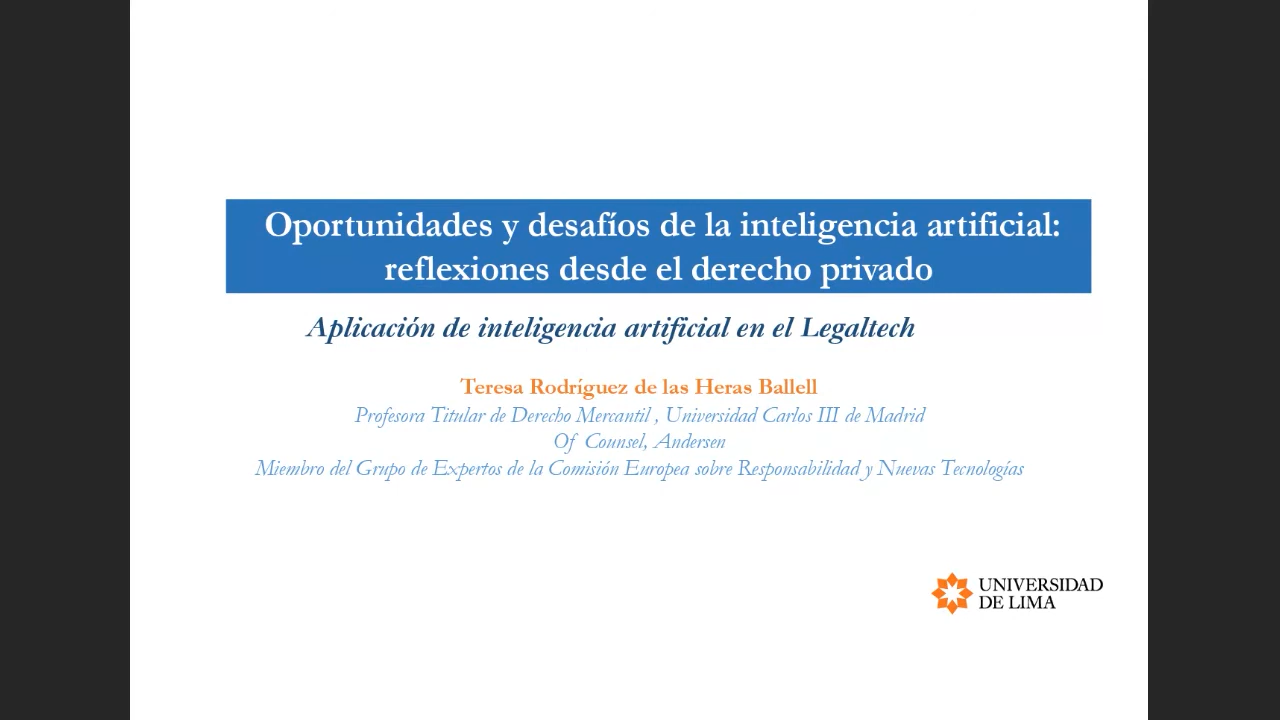 Oportunidades y desafíos de la inteligencia artificial:
reflexiones desde el derecho privado
Aplicación de inteligencia artificial en el Legaltech
Teresa Rodríguez de las Heras Ballell
Profesora Titular de Derecho Mercantil , Universidad Carlos III de Madrid
Of Counsel, Andersen
Miembro del Grupo de Expertos de la Comisión Europea sobre Responsabilidad y Nuevas Tecnologías
UNIVERSIDAD
DE LIMA